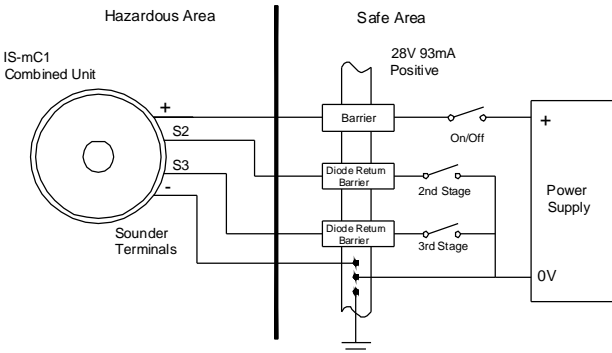 Hazardous Area
Safe Area
IS-mC1
Combined Unit
28V 93mA
Positive
+
S2
S3
-
Sounder
Terminals
Barrier
On/Off
+
Diode Return
Barrier
2nd Stage
Diode Return
Barrier
3rd Stage
Power
Supply
0V